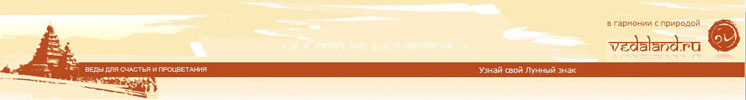 в гармонии с природой
vedaland.ru
ВЕДЫ ДЛЯ СЧАСТЬЯ И ПРОЦВЕТАНИЯ
Узнай свой Лунный знак